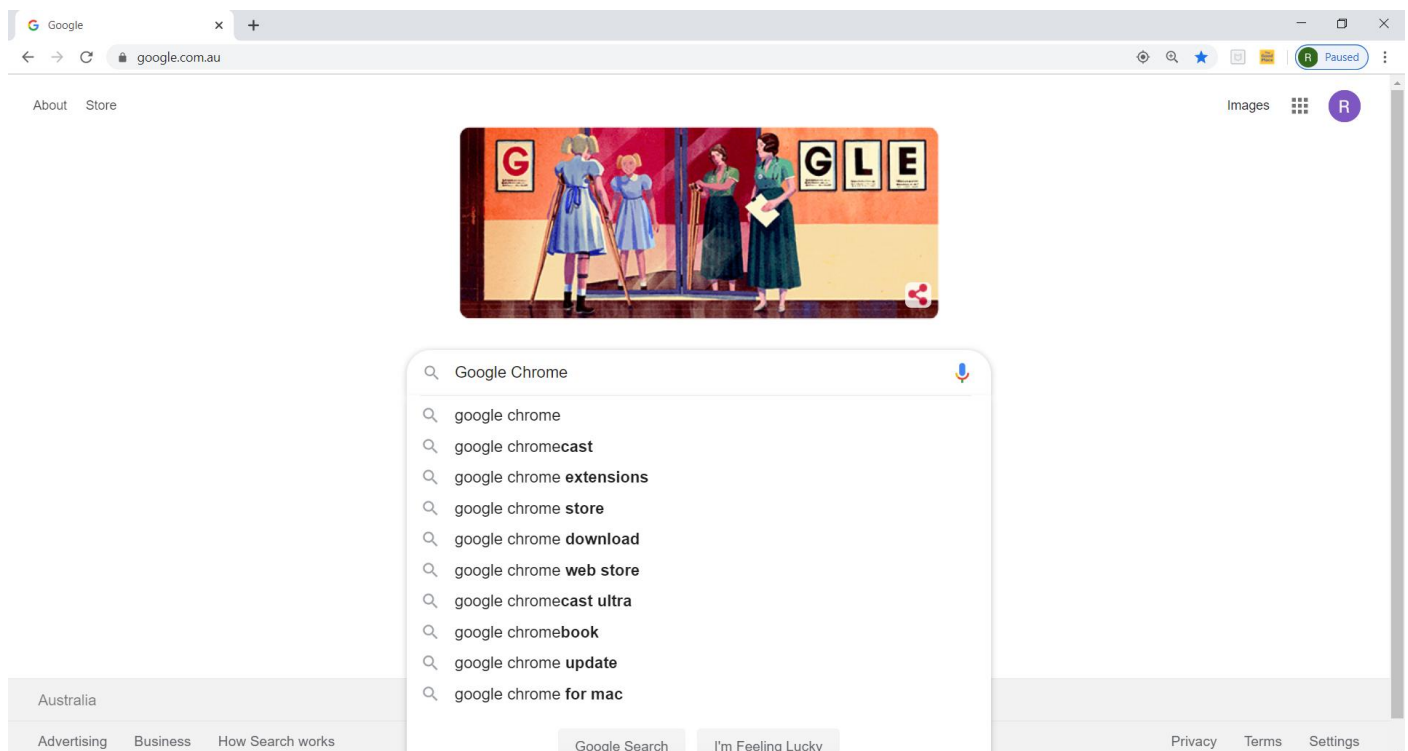 Google
google.com.au
R Paused
About Store
Images R
G G L E
Google Chrome
google chrome
google chromecast
google chrome extensions
google chrome store
google chrome download
google chrome web store
google chromecast ultra
google chromebook
google chrome update
google chrome for mac
Australia
Google Search I'm Feeling Lucky
Advertising Business How Search works
Privacy Terms Settings